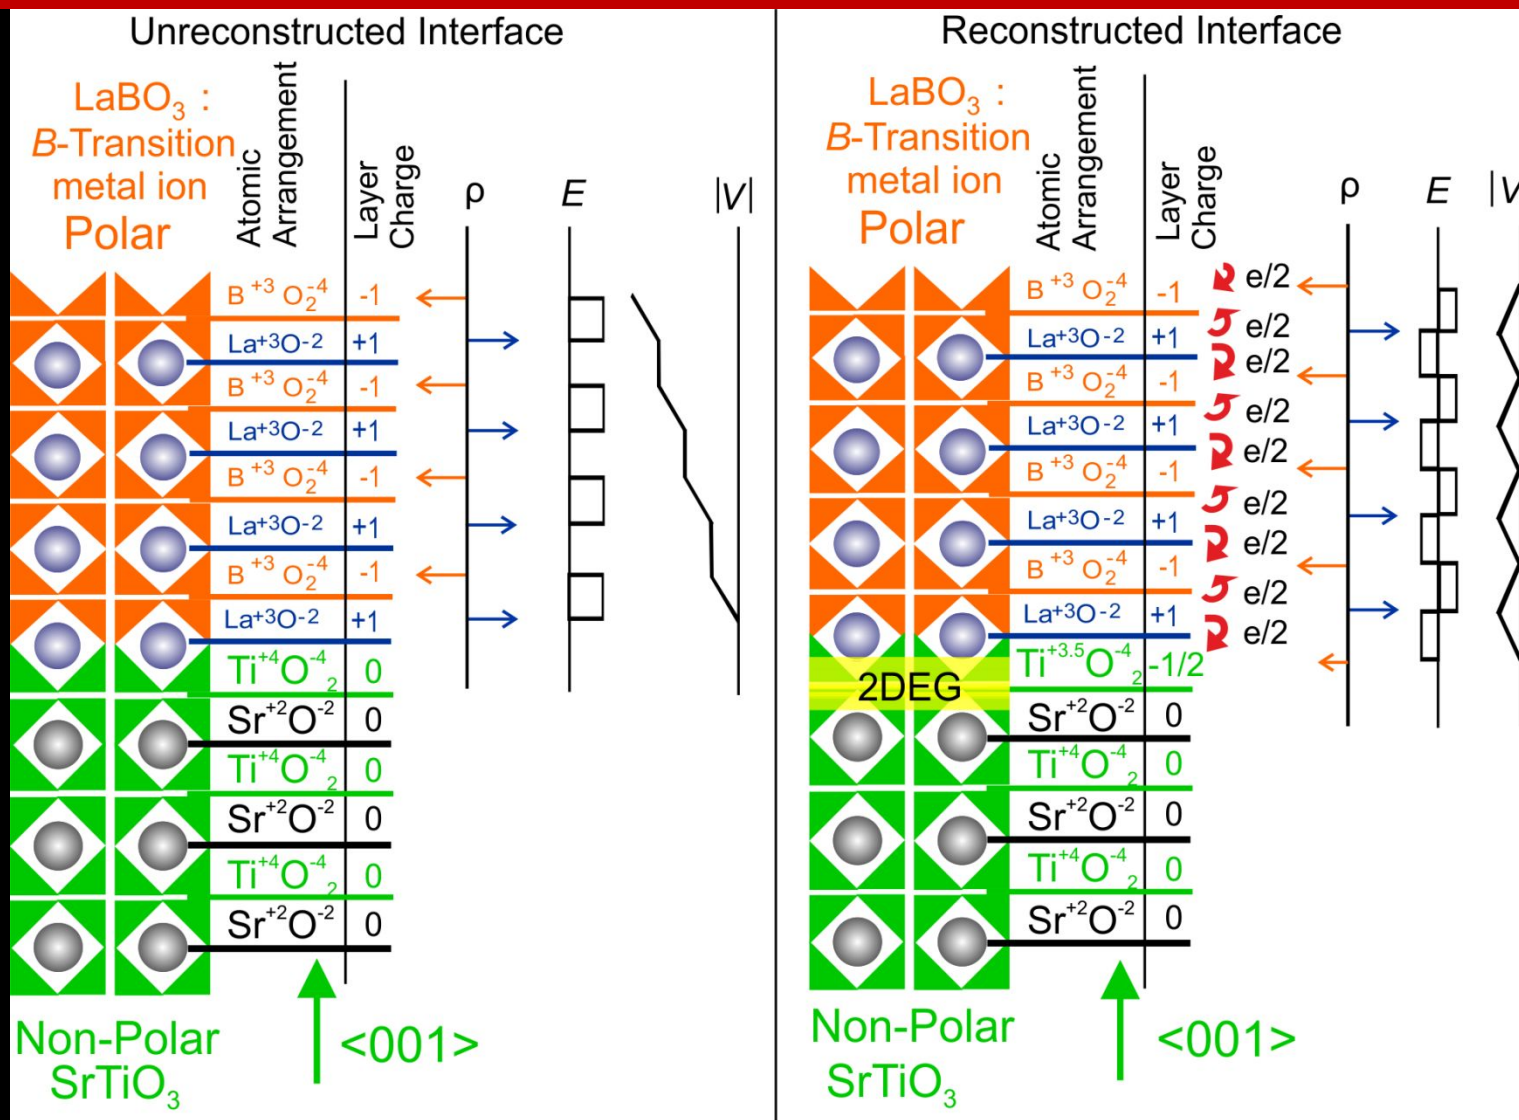 Unreconstructed Interface
LaBO3 :
B-Transition
metal ion
Polar
Atomic
Arrangement
Layer
Charge
ρ
E
|V|
B+3 O2-4 -1
La+3O-2 +1
B+3 O2-4 -1
La+3O-2 +1
B+3 O2-4 -1
La+3O-2 +1
B+3 O2-4 -1
La+3O-2 +1
Ti+4O-42 0
Sr+2O-2 0
Ti+4O-42 0
Sr+2O-2 0
Ti+4O-42 0
Sr+2O-2 0
Non-Polar
SrTiO3
<001>
Reconstructed Interface
LaBO3 :
B-Transition
metal ion
Polar
Atomic
Arrangement
Layer
Charge
ρ
E
|V
B+3 O2-4 -1 e/2
La+3O-2 +1 e/2
e/2
B+3 O2-4 -1
e/2
La+3O-2 +1
e/2
B+3 O2-4 -1
e/2
La+3O-2 +1
e/2
B+3 O2-4 -1
e/2
La+3O-2 +1
e/2
Ti+3.5O-42 -1/2
2DEG
Sr+2O-2 0
Ti+4O-42 0
Sr+2O-2 0
Ti+4O-42 0
Sr+2O-2 0
Non-Polar
SrTiO3
<001>